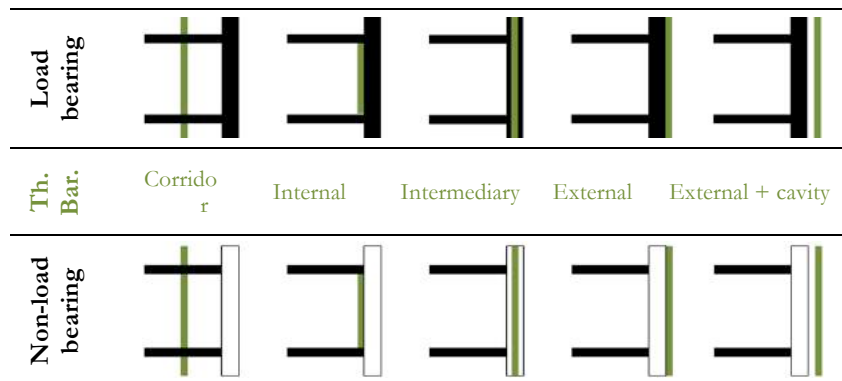 Load
bearing
Th.
Bar.
Corrido
r
Internal
Intermediary
External
External + cavity
Non-load
bearing